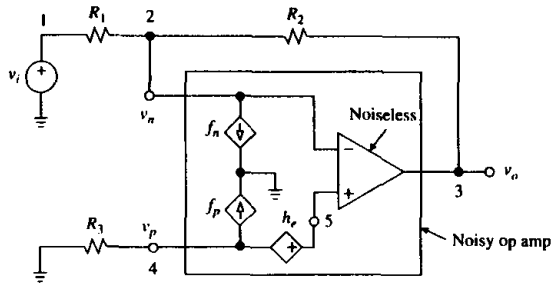 1
R₁
2
R₂
vᵢ
+
vₙ
fₙ
Noiseless
−
+
3
vₒ
fₚ
hₑ
+
5
R₃
vₚ
4
Noisy op amp